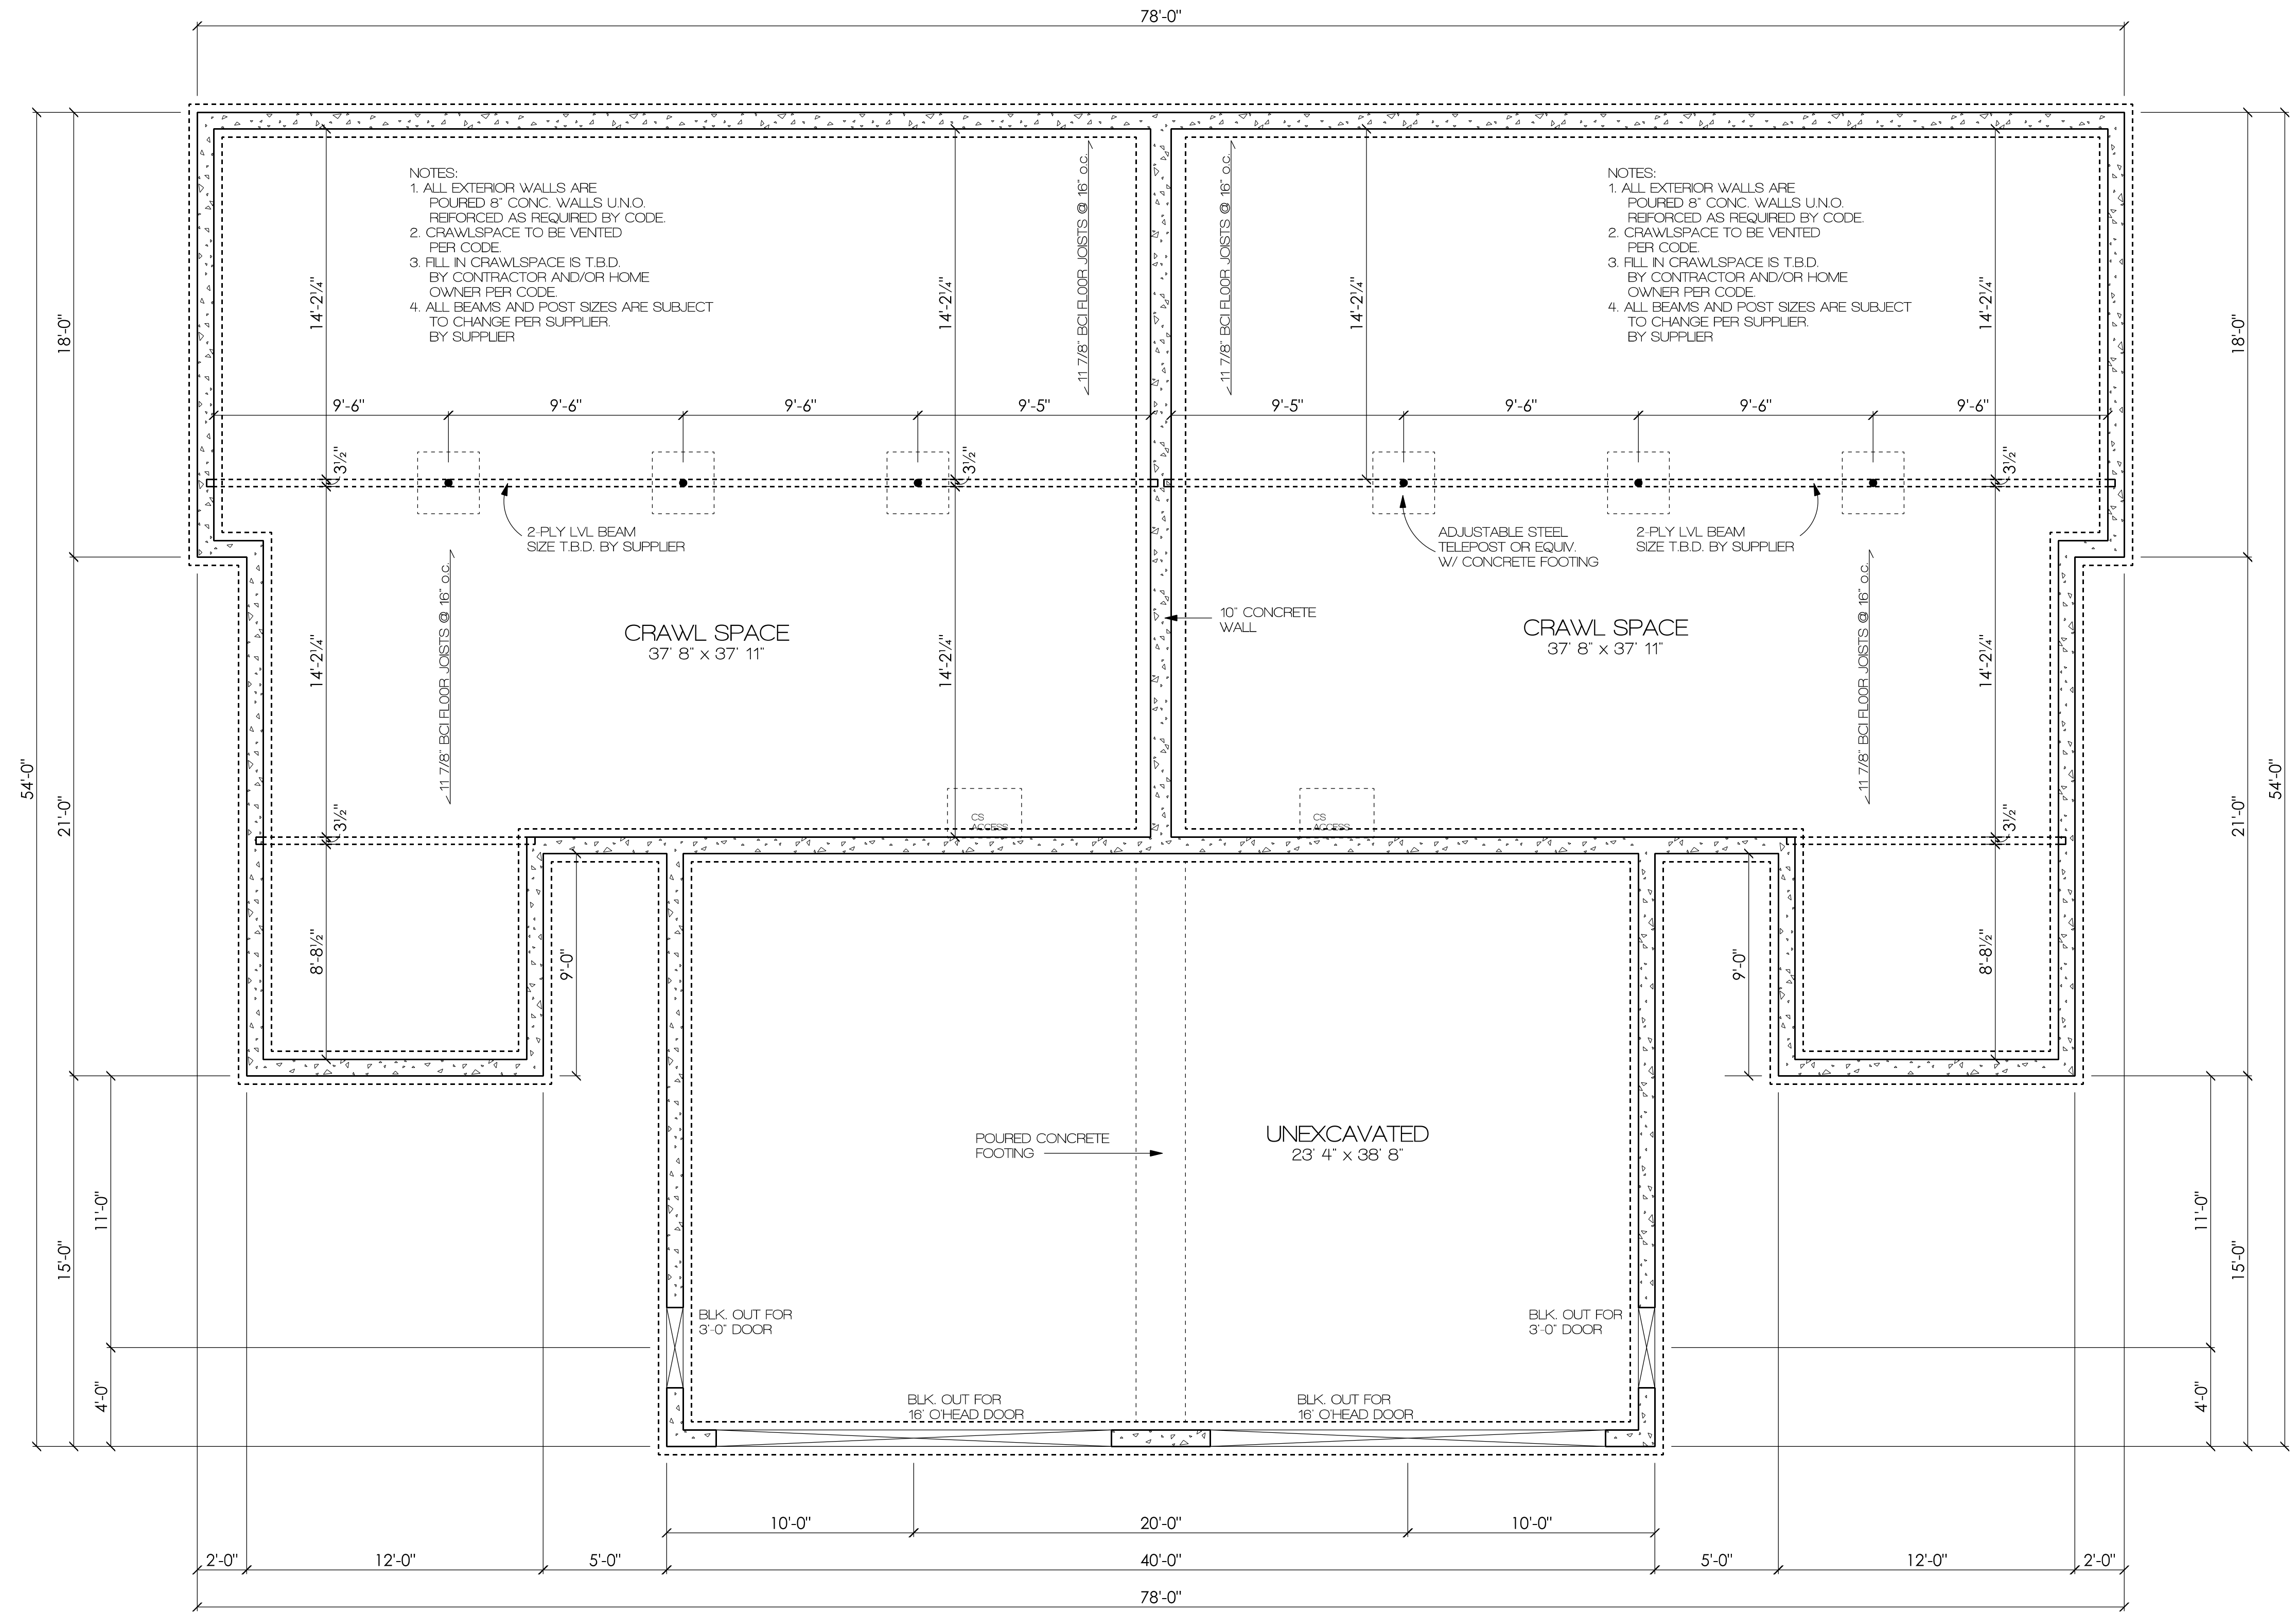 78'-0"
NOTES:
1. ALL EXTERIOR WALLS ARE
POURED 8" CONC. WALLS U.N.O.
REIFORCED AS REQUIRED BY CODE.
2. CRAWLSPACE TO BE VENTED
PER CODE.
3. FILL IN CRAWLSPACE IS T.B.D.
BY CONTRACTOR AND/OR HOME
OWNER PER CODE.
4. ALL BEAMS AND POST SIZES ARE SUBJECT
TO CHANGE PER SUPPLIER.
BY SUPPLIER
11 7/8" BCI FLOOR JOISTS @ 16" o.c.
11 7/8" BCI FLOOR JOISTS @ 16" o.c.
NOTES:
1. ALL EXTERIOR WALLS ARE
POURED 8" CONC. WALLS U.N.O.
REIFORCED AS REQUIRED BY CODE.
2. CRAWLSPACE TO BE VENTED
PER CODE.
3. FILL IN CRAWLSPACE IS T.B.D.
BY CONTRACTOR AND/OR HOME
OWNER PER CODE.
4. ALL BEAMS AND POST SIZES ARE SUBJECT
TO CHANGE PER SUPPLIER.
BY SUPPLIER
18'-0"
14'-2¼"
14'-2¼"
14'-2¼"
14'-2¼"
18'-0"
9'-6"
9'-6"
9'-6"
9'-5"
9'-5"
9'-6"
9'-6"
9'-6"
3½"
3½"
3½"
2-PLY LVL BEAM
SIZE T.B.D. BY SUPPLIER
ADJUSTABLE STEEL
TELEPOST OR EQUIV.
W/ CONCRETE FOOTING
2-PLY LVL BEAM
SIZE T.B.D. BY SUPPLIER
11 7/8" BCI FLOOR JOISTS @ 16" o.c.
11 7/8" BCI FLOOR JOISTS @ 16" o.c.
10" CONCRETE
WALL
CRAWL SPACE
37' 8" x 37' 11"
CRAWL SPACE
37' 8" x 37' 11"
14'-2¼"
14'-2¼"
14'-2¼"
54'-0"
21'-0"
21'-0"
54'-0"
3½"
3½"
CS
ACCESS
CS
ACCESS
8'-8½"
9'-0"
9'-0"
8'-8½"
POURED CONCRETE
FOOTING
UNEXCAVATED
23' 4" x 38' 8"
15'-0"
11'-0"
11'-0"
15'-0"
BLK. OUT FOR
3'-0" DOOR
BLK. OUT FOR
3'-0" DOOR
4'-0"
4'-0"
BLK. OUT FOR
16' O'HEAD DOOR
BLK. OUT FOR
16' O'HEAD DOOR
10'-0"
20'-0"
10'-0"
2'-0"
12'-0"
5'-0"
40'-0"
5'-0"
12'-0"
2'-0"
78'-0"